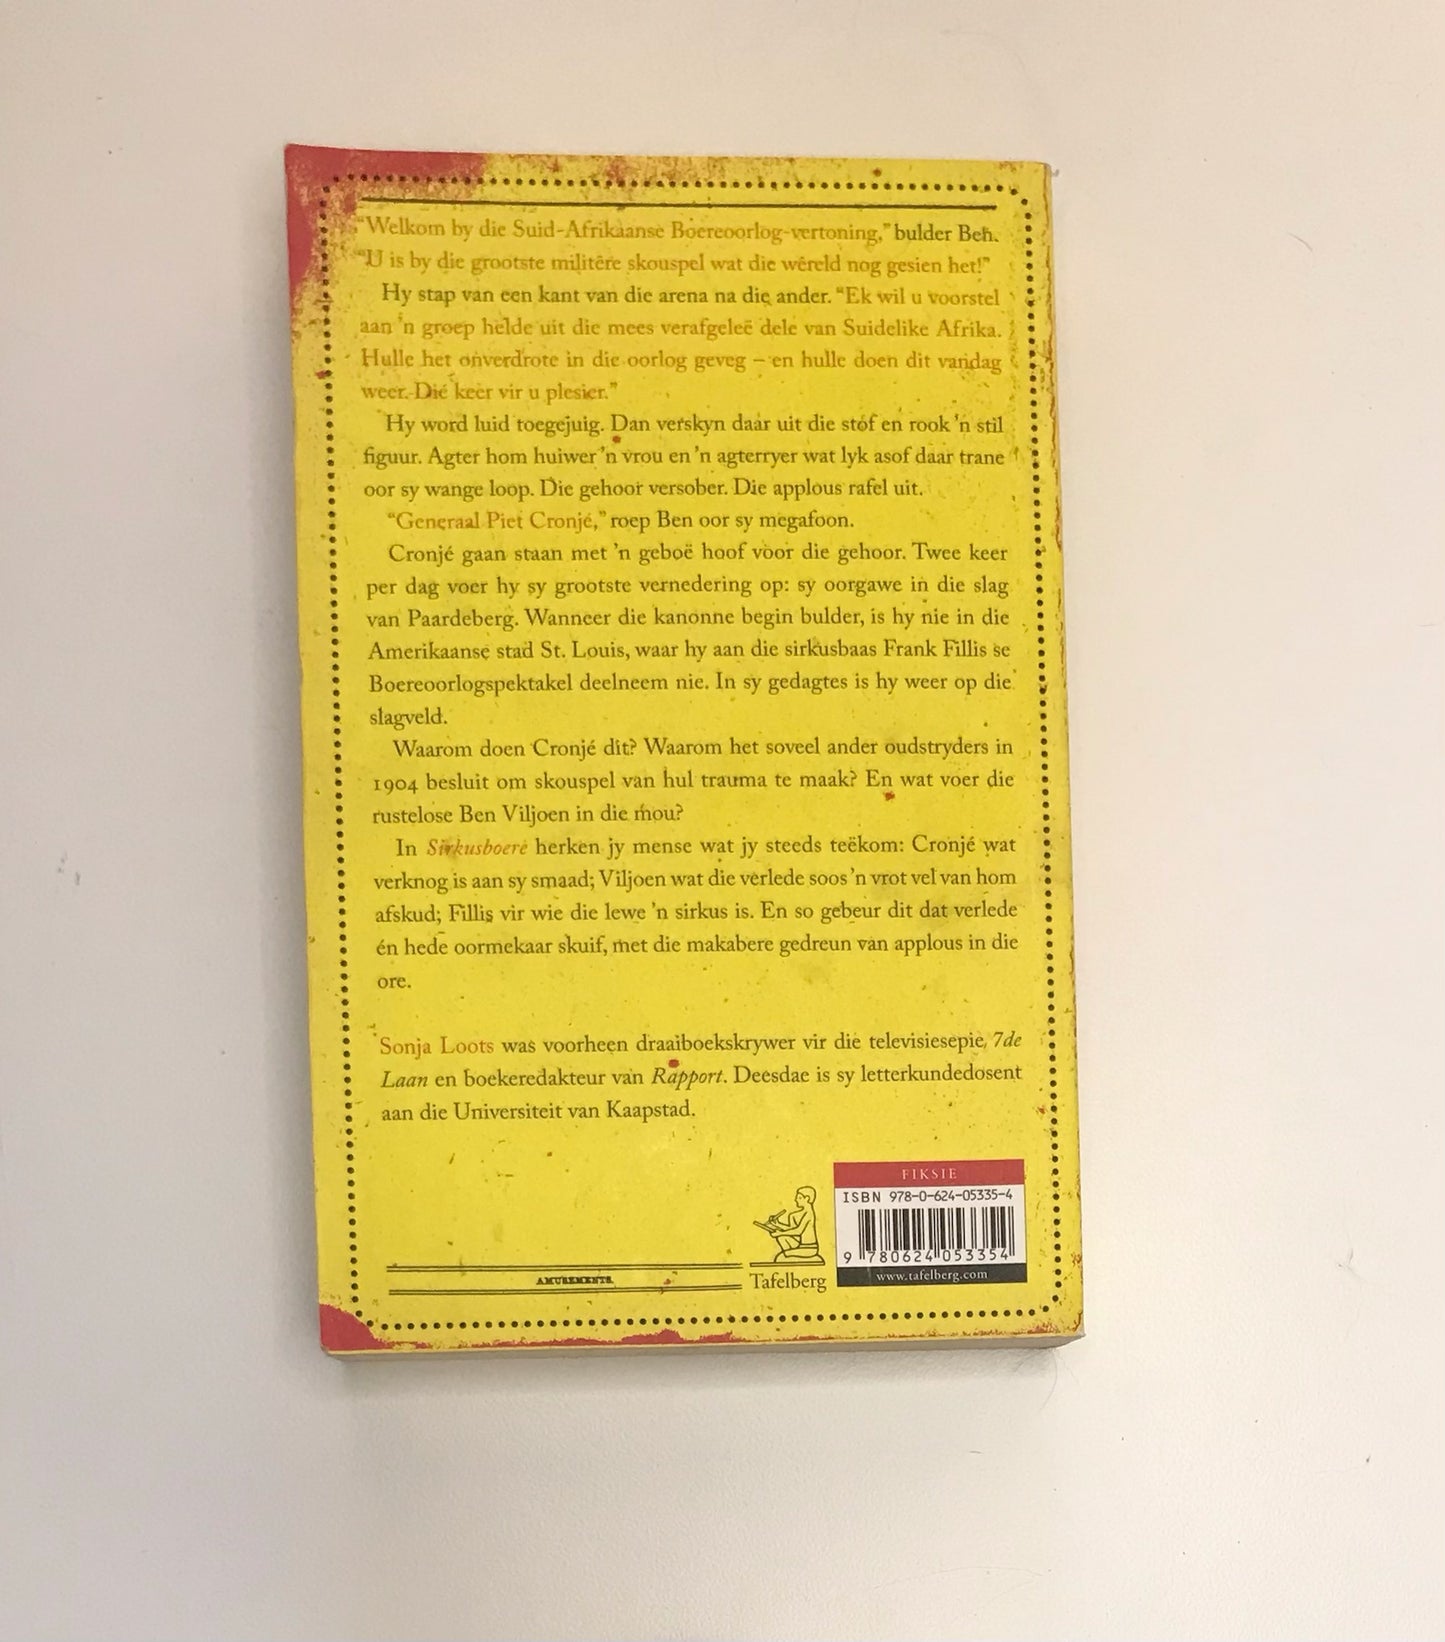 “Welkom by die Suid-Afrikaanse Boereoorlog-vertoning,” bulder Ben.
“U is by die grootste militêre skouspel wat die wêreld nog gesien het!”
Hy stap van een kant van die arena na die ander. “Ek wil u voorstel
aan ’n groep helde uit die mees verafgeleë dele van Suidelike Afrika.
Hulle het onverdrote in die oorlog geveg – en hulle doen dit vandag
weer. Dié keer vir u plesier.”
Hy word luid toegejuig. Dan verskyn daar uit die stof en rook ’n stil
figuur. Agter hom huiwer ’n vrou en ’n agterryer wat lyk asof daar trane
oor sy wange loop. Die gehoor versober. Die applous rafel uit.
“Generaal Piet Cronjé,” roep Ben oor sy megafoon.
Cronjé gaan staan met ’n geboë hoof voor die gehoor. Twee keer
per dag voer hy sy grootste vernedering op: sy oorgawe in die slag
van Paardeberg. Wanneer die kanonne begin bulder, is hy nie in die
Amerikaanse stad St. Louis, waar hy aan die sirkusbaas Frank Fillis se
Boereoorlogspektakel deelneem nie. In sy gedagtes is hy weer op die
slagveld.
Waarom doen Cronjé dit? Waarom het soveel ander oudstryders in
1904 besluit om skouspel van hul trauma te maak? En wat voer die
rustelose Ben Viljoen in die mou?
In Sirkusboere herken jy mense wat jy steeds teëkom: Cronjé wat
verknog is aan sy smaad; Viljoen wat die verlede soos ’n vrot vel van hom
afskud; Fillis vir wie die lewe ’n sirkus is. En so gebeur dit dat verlede
én hede oormekaar skuif, met die makabere gedreun van applous in die
ore.
Sonja Loots was voorheen draaiboekskrywer vir die televisiesepie 7de
Laan en boekeredakteur van Rapport. Deesdae is sy letterkundedosent
aan die Universiteit van Kaapstad.
FIKSIE
ISBN 978-0-624-05335-4
9 780624 053354
www.tafelberg.com
Tafelberg
AMUSEMENTS.